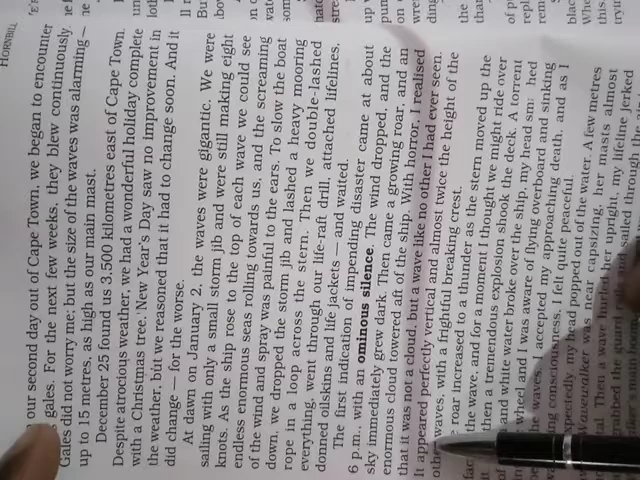 HORNBILL
our second day out of Cape Town, we began to encounter
gales. For the next few weeks, they blew continuously.
Gales did not worry me; but the size of the waves was alarming —
up to 15 metres, as high as our main mast.
December 25 found us 3,500 kilometres east of Cape Town.
Despite atrocious weather, we had a wonderful holiday complete
with a Christmas tree. New Year's Day saw no improvement in
the weather, but we reasoned that it had to change soon. And it
did change — for the worse.
At dawn on January 2, the waves were gigantic. We were
sailing with only a small storm jib and were still making eight
knots. As the ship rose to the top of each wave we could see
endless enormous seas rolling towards us, and the screaming
of the wind and spray was painful to the ears. To slow the boat
down, we dropped the storm jib and lashed a heavy mooring
rope in a loop across the stern. Then we double-lashed
everything, went through our life-raft drill, attached lifelines,
donned oilskins and life jackets — and waited.
The first indication of impending disaster came at about
6 p.m., with an ominous silence. The wind dropped, and the
sky immediately grew dark. Then came a growing roar, and an
enormous cloud towered aft of the ship. With horror, I realised
that it was not a cloud, but a wave like no other I had ever seen.
It appeared perfectly vertical and almost twice the height of the
other waves, with a frightful breaking crest.
roar increased to a thunder as the stern moved up the
the wave, and for a moment I thought we might ride over
then a tremendous explosion shook the deck. A torrent
and white water broke over the ship, my head
wheel and I was aware of flying overboard and sinking
the waves. I accepted my approaching death, and as I
consciousness, I felt quite peaceful.
my head popped out of the water. A few metres
Wavewalker was near capsizing, her masts almost
Then a wave hurled her upright, my lifeline jerked
grabbed the sailed through the